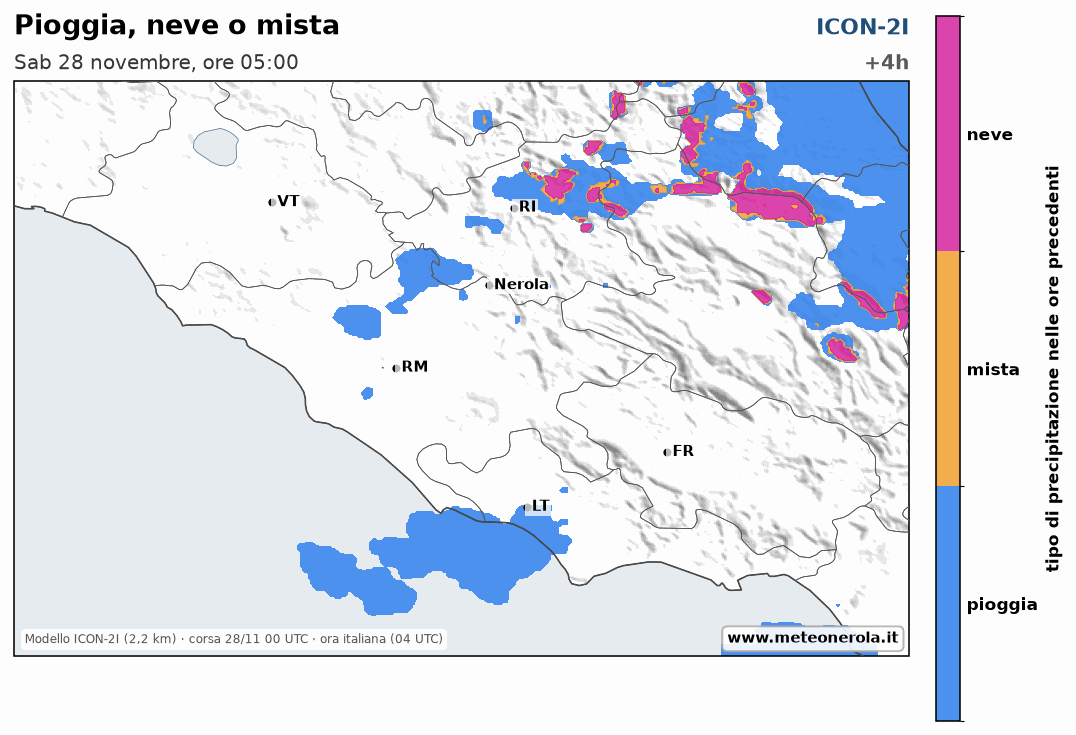 Pioggia, neve o mista
ICON-2I
Sab 28 novembre, ore 05:00
+4h
neve
VT
RI
Nerola
mista
RM
FR
LT
pioggia
tipo di precipitazione nelle ore precedenti
Modello ICON-2I (2,2 km) · corsa 28/11 00 UTC · ora italiana (04 UTC)
www.meteonerola.it